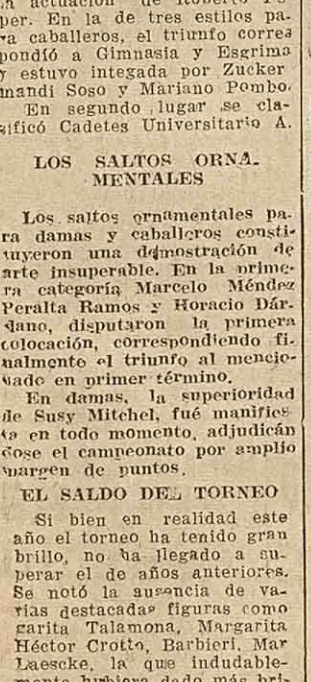 la actuación de Roberto Pe-
per. En la de tres estilos pa-
ra caballeros, el triunfo corres
pondió a Gimnasia y Esgrima
y estuvo integada por Zucker
mandi Soso y Mariano Pombo.
En segundo lugar se cla-
sificó Cadetes Universitario A.
LOS SALTOS ORNA-
MENTALES
Los saltos ornamentales pa-
ra damas y caballeros consti-
tuyeron una demostración de
arte insuperable. En la prime-
ra categoría Marcelo Méndez
Peralta Ramos y Horacio Dár-
dano, disputaron la primera
colocación, correspondiendo fi-
nalmente el triunfo al mencio-
nado en primer término.
En damas, la superioridad
de Susy Mitchel, fué manifies-
ta en todo momento, adjudicán
dose el campeonato por amplio
margen de puntos.
EL SALDO DEL TORNEO
Si bien en realidad este
año el torneo ha tenido gran
brillo, no ha llegado a su-
perar el de años anteriores.
Se notó la ausencia de va-
rias destacadas figuras como
garita Talamona, Margarita
Héctor Crotto, Barbieri, Mar
Laescke, la que indudable-
mente hubiera dado más bri-